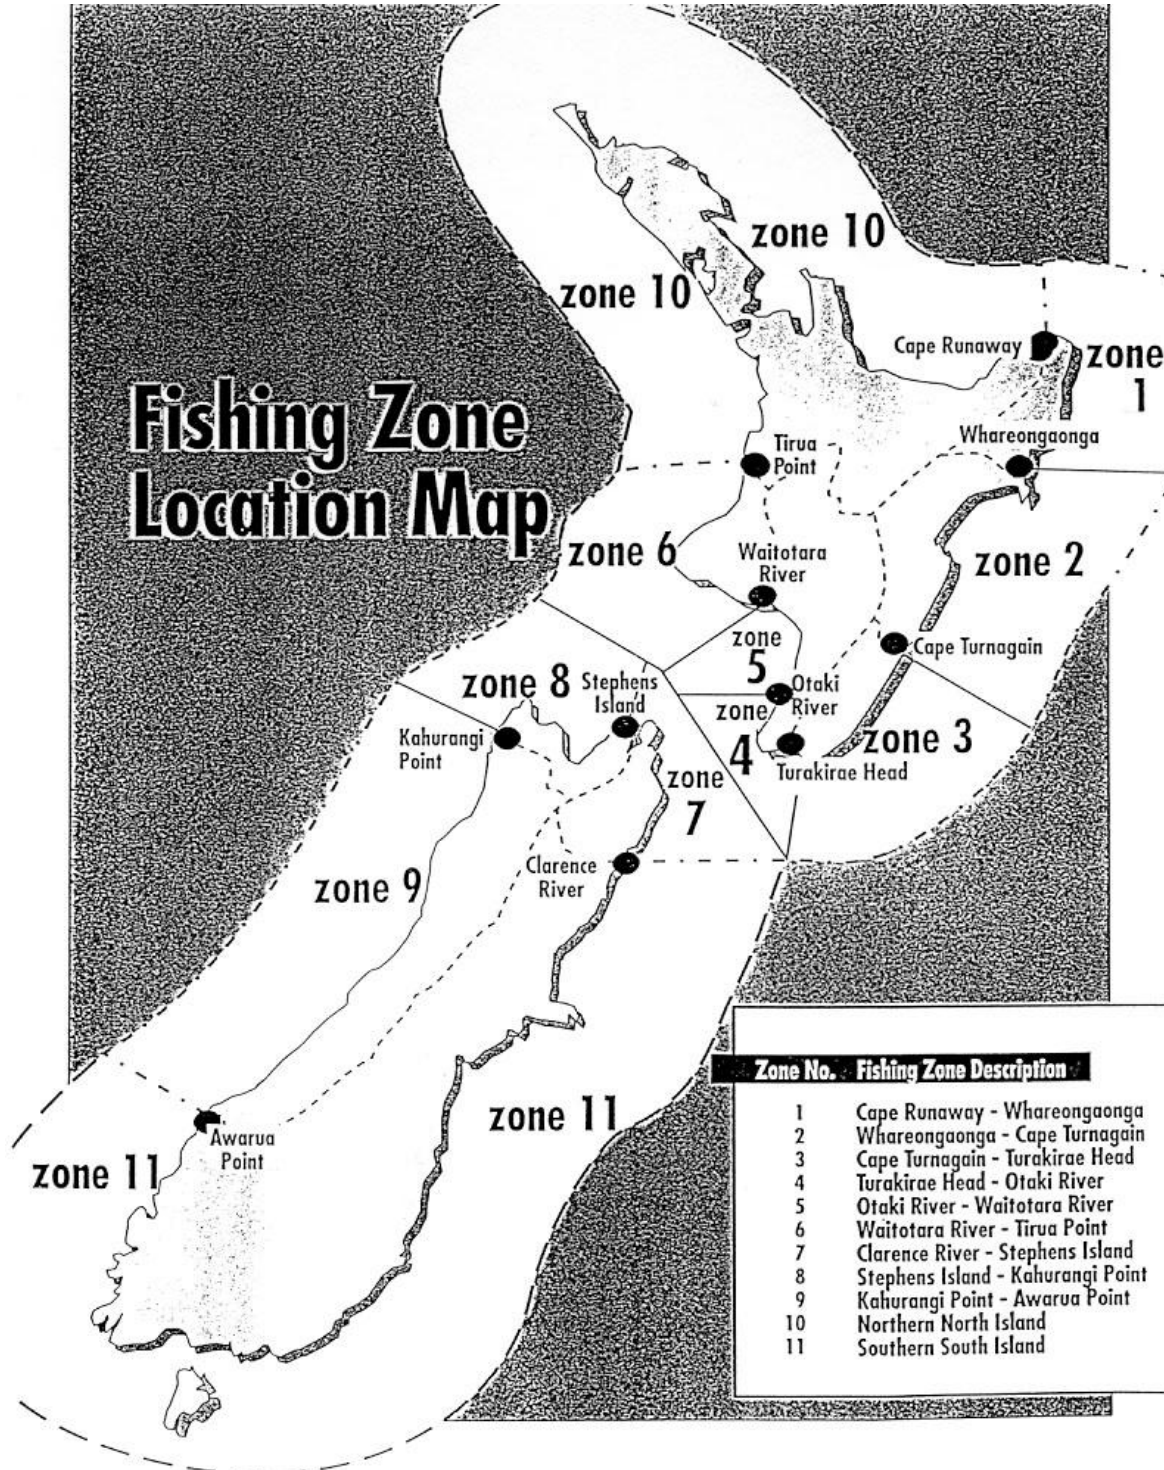 zone 10
zone 10
Cape Runaway
zone
1
Fishing Zone
Location Map
Whareongaonga
Tirua
Point
zone 6
Waitotara
River
zone 2
zone
5
Cape Turnagain
zone 8
Stephens
Island
Otaki
River
zone
4
Kahurangi
Point
zone 3
Turakirae Head
zone
7
Clarence
River
zone 9
zone 11
Awarua
Point
zone 11
Zone No. Fishing Zone Description
1 Cape Runaway - Whareongaonga
2 Whareongaonga - Cape Turnagain
3 Cape Turnagain - Turakirae Head
4 Turakirae Head - Otaki River
5 Otaki River - Waitotara River
6 Waitotara River - Tirua Point
7 Clarence River - Stephens Island
8 Stephens Island - Kahurangi Point
9 Kahurangi Point - Awarua Point
10 Northern North Island
11 Southern South Island